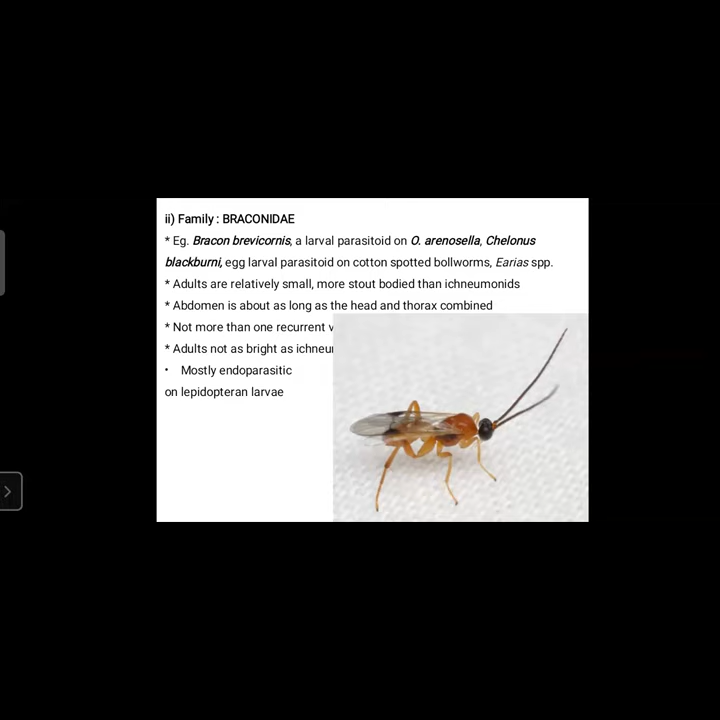 ii) Family : BRACONIDAE
* Eg. Bracon brevicornis, a larval parasitoid on O. arenosella, Chelonus
blackburni, egg larval parasitoid on cotton spotted bollworms, Earias spp.
* Adults are relatively small, more stout bodied than ichneumonids
* Abdomen is about as long as the head and thorax combined
* Not more than one recurrent
* Adults not as bright as
• Mostly endoparasitic
on lepidopteran larvae